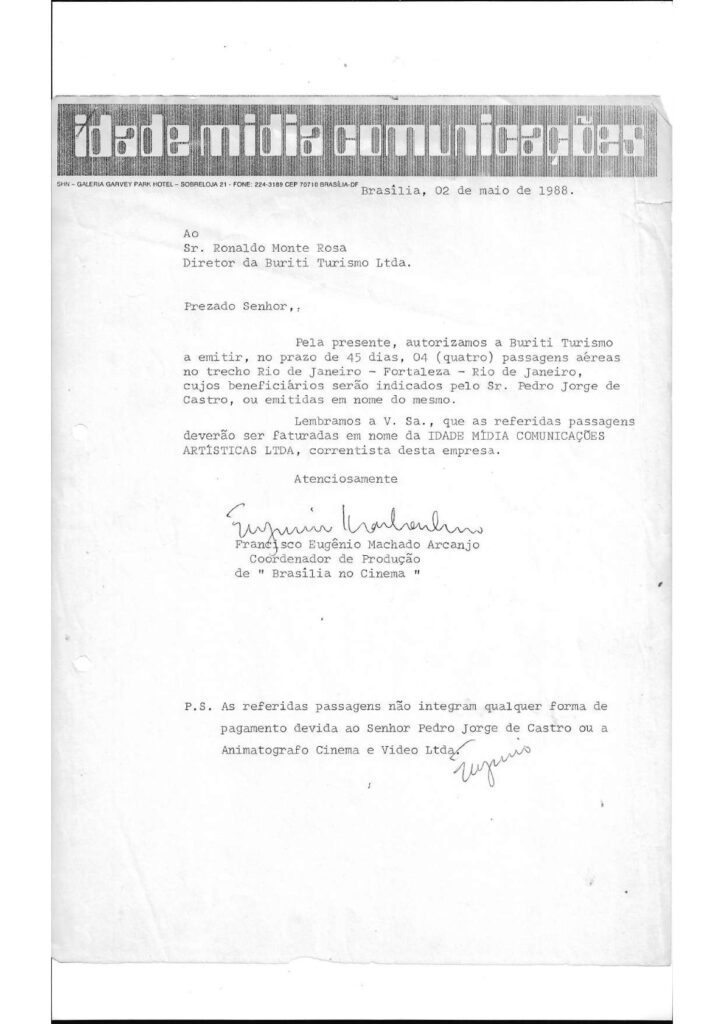 idade mídia comunicações
SHN - GALERIA GARVEY PARK HOTEL - SOBRELOJA 21 - FONE: 224-3189 CEP 70710 BRASÍLIA-DF
Brasília, 02 de maio de 1988.
Ao
Sr. Ronaldo Monte Rosa
Diretor da Buriti Turismo Ltda.
Prezado Senhor,.
Pela presente, autorizamos a Buriti Turismo
a emitir, no prazo de 45 dias, 04 (quatro) passagens aéreas
no trecho Rio de Janeiro - Fortaleza - Rio de Janeiro,
cujos beneficiários serão indicados pelo Sr. Pedro Jorge de
Castro, ou emitidas em nome do mesmo.
Lembramos a V. Sa., que as referidas passagens
deverão ser faturadas em nome da IDADE MÍDIA COMUNICAÇÕES
ARTÍSTICAS LTDA, correntista desta empresa.
Atenciosamente
Francisco Eugênio Machado Arcanjo
Coordenador de Produção
de " Brasília no Cinema "
P.S. As referidas passagens não integram qualquer forma de
pagamento devida ao Senhor Pedro Jorge de Castro ou a
Animatografo Cinema e Vídeo Ltda.
Eugenio